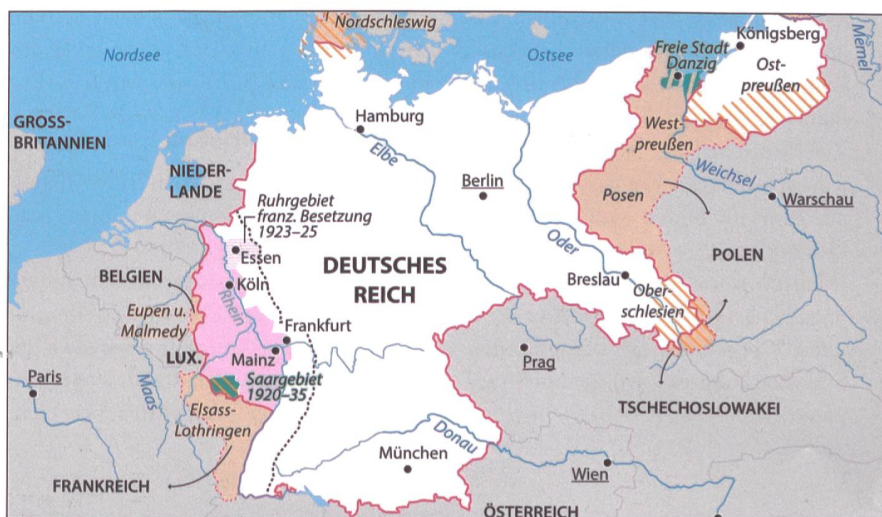 Nordschleswig
Nordsee
Ostsee
Königsberg
Freie Stadt
Danzig
Ost-
preußen
Memel
GROSS-
BRITANNIEN
Hamburg
Elbe
West-
preußen
NIEDER-
LANDE
Berlin
Weichsel
Posen
Warschau
Ruhrgebiet
franz. Besetzung
1923–25
Essen
Oder
POLEN
DEUTSCHES
REICH
BELGIEN
Köln
Rhein
Breslau
Ober-
schlesien
Eupen u.
Malmedy
Frankfurt
LUX.
Mainz
Prag
Saargebiet
1920–35
Paris
Maas
Elsass-
Lothringen
TSCHECHOSLOWAKEI
Donau
München
Wien
FRANKREICH
ÖSTERREICH